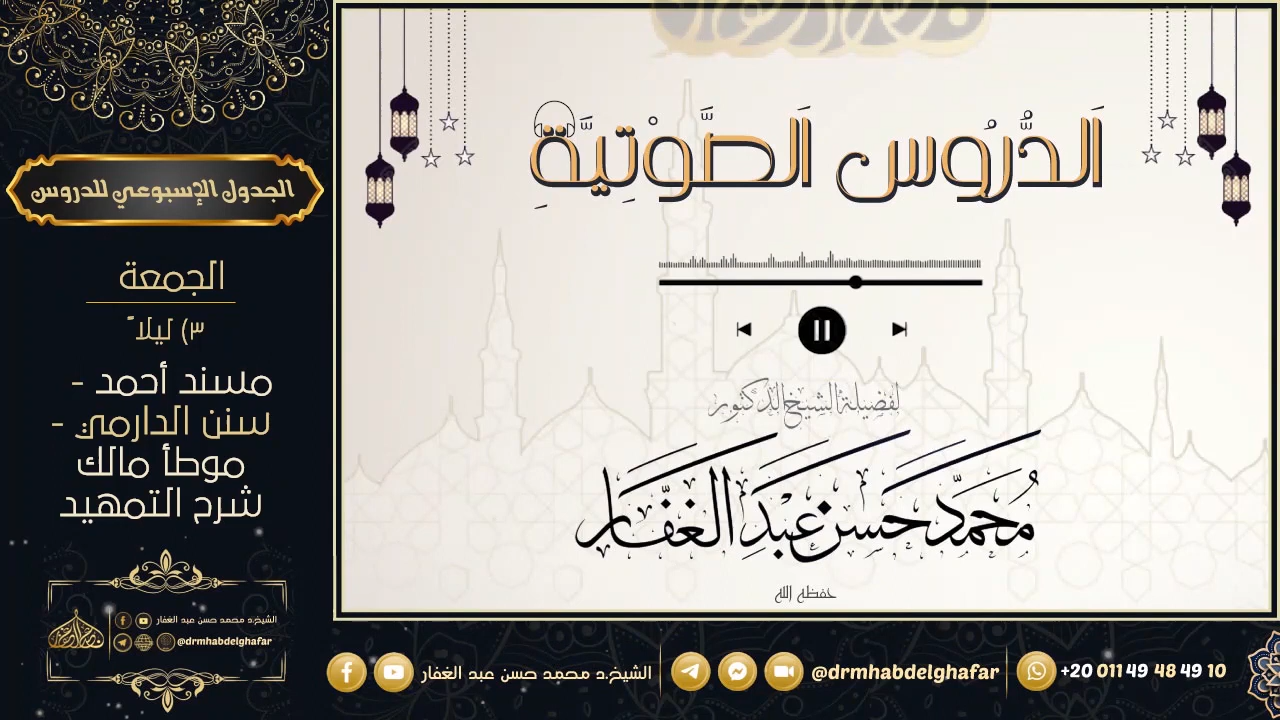 الدُّرُوس الصَّوْتِيَّةِ
لفضيلة الشيخ الدكتور
مُحَمَّد حَسن عَبْد الغَفَّار
حفظه الله
الجدول الإسبوعي للدروس
الجمعة
٣) ليلاً
مسند أحمد -
سنن الدارمي -
موطأ مالك
شرح التمهيد
الشيخ.د محمد حسن عبد الغفار
@drmhabdelghafar
الشيخ.د محمد حسن عبد الغفار
@drmhabdelghafar
+20 011 49 48 49 10